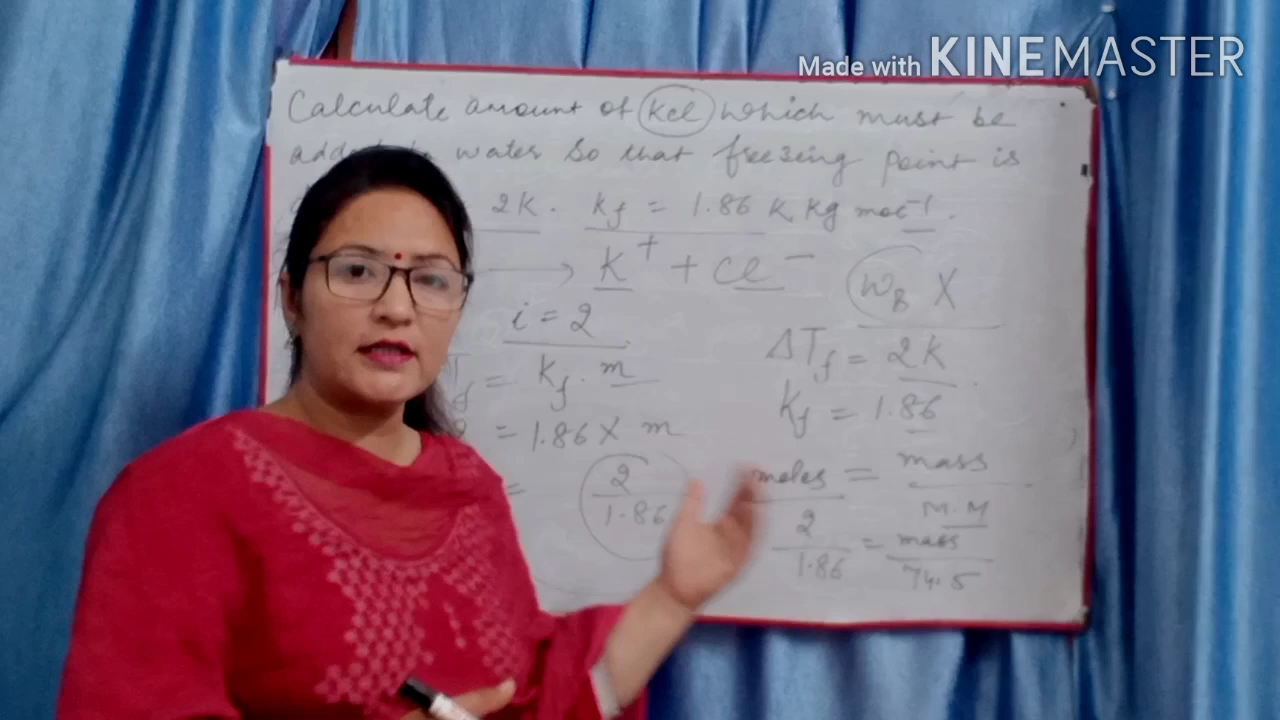 Made with KINEMASTER
Calculate amount of KCl which must be
water so that freezing point is
2K. Kf = 1.86 K Kg mol⁻¹.
→ K⁺ + Cl⁻
WB X
i = 2
ΔTf = 2K
= Kf . m
Kf = 1.86
= 1.86 X m
moles = mass
M.M
= 2
1.86
2 = mass
1.86 74.5